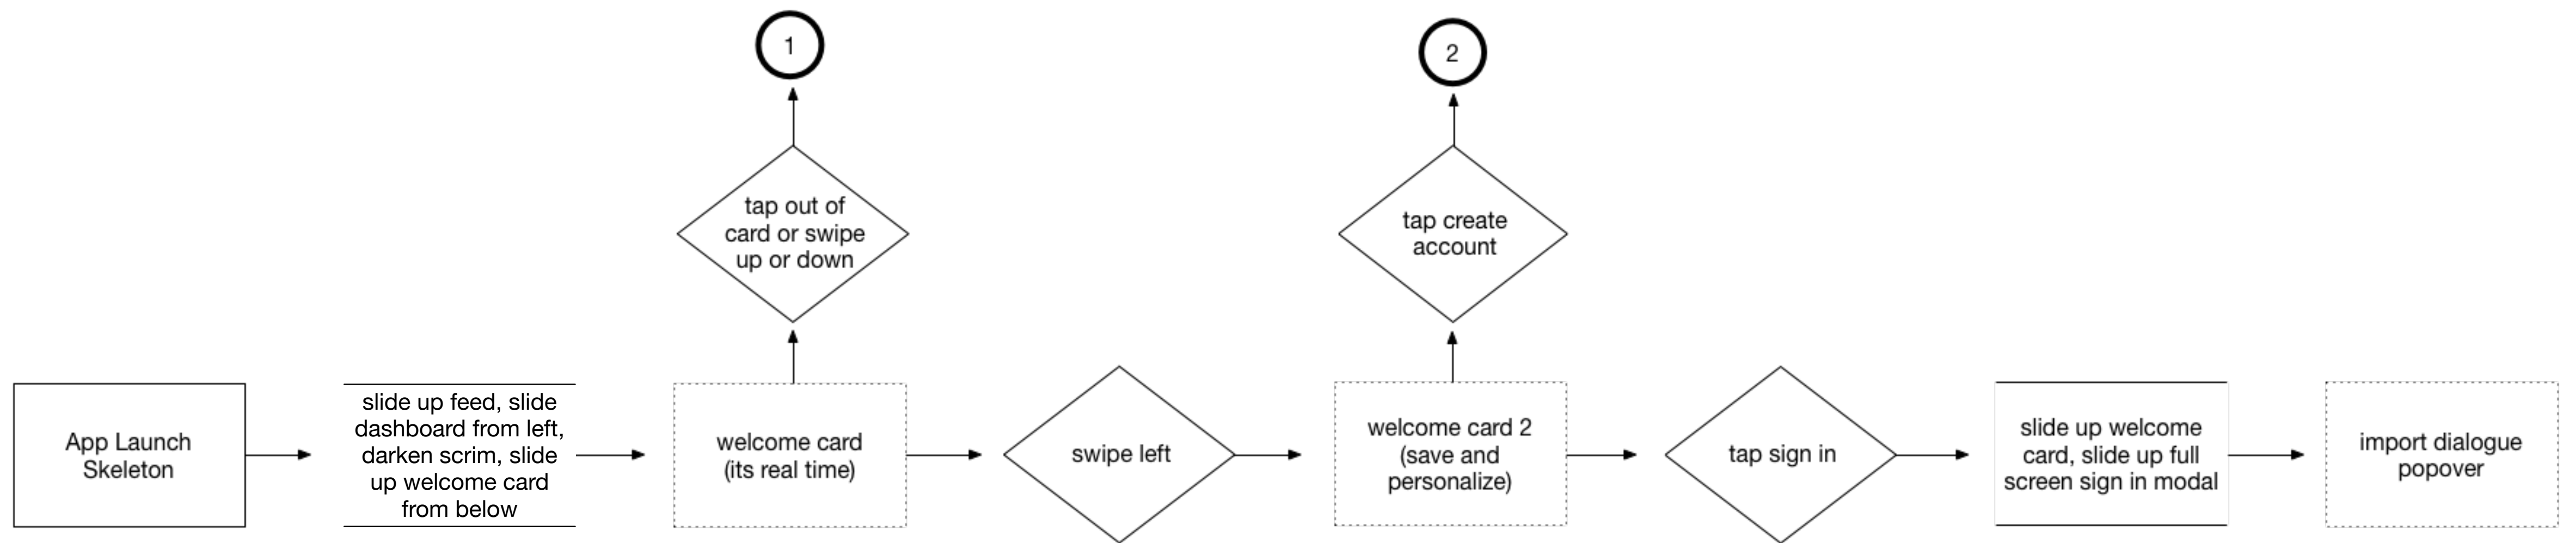 1
2
tap out of
card or swipe
up or down
tap create
account
App Launch
Skeleton
slide up feed, slide
dashboard from left,
darken scrim, slide
up welcome card
from below
welcome card
(its real time)
swipe left
welcome card 2
(save and
personalize)
tap sign in
slide up welcome
card, slide up full
screen sign in modal
import dialogue
popover